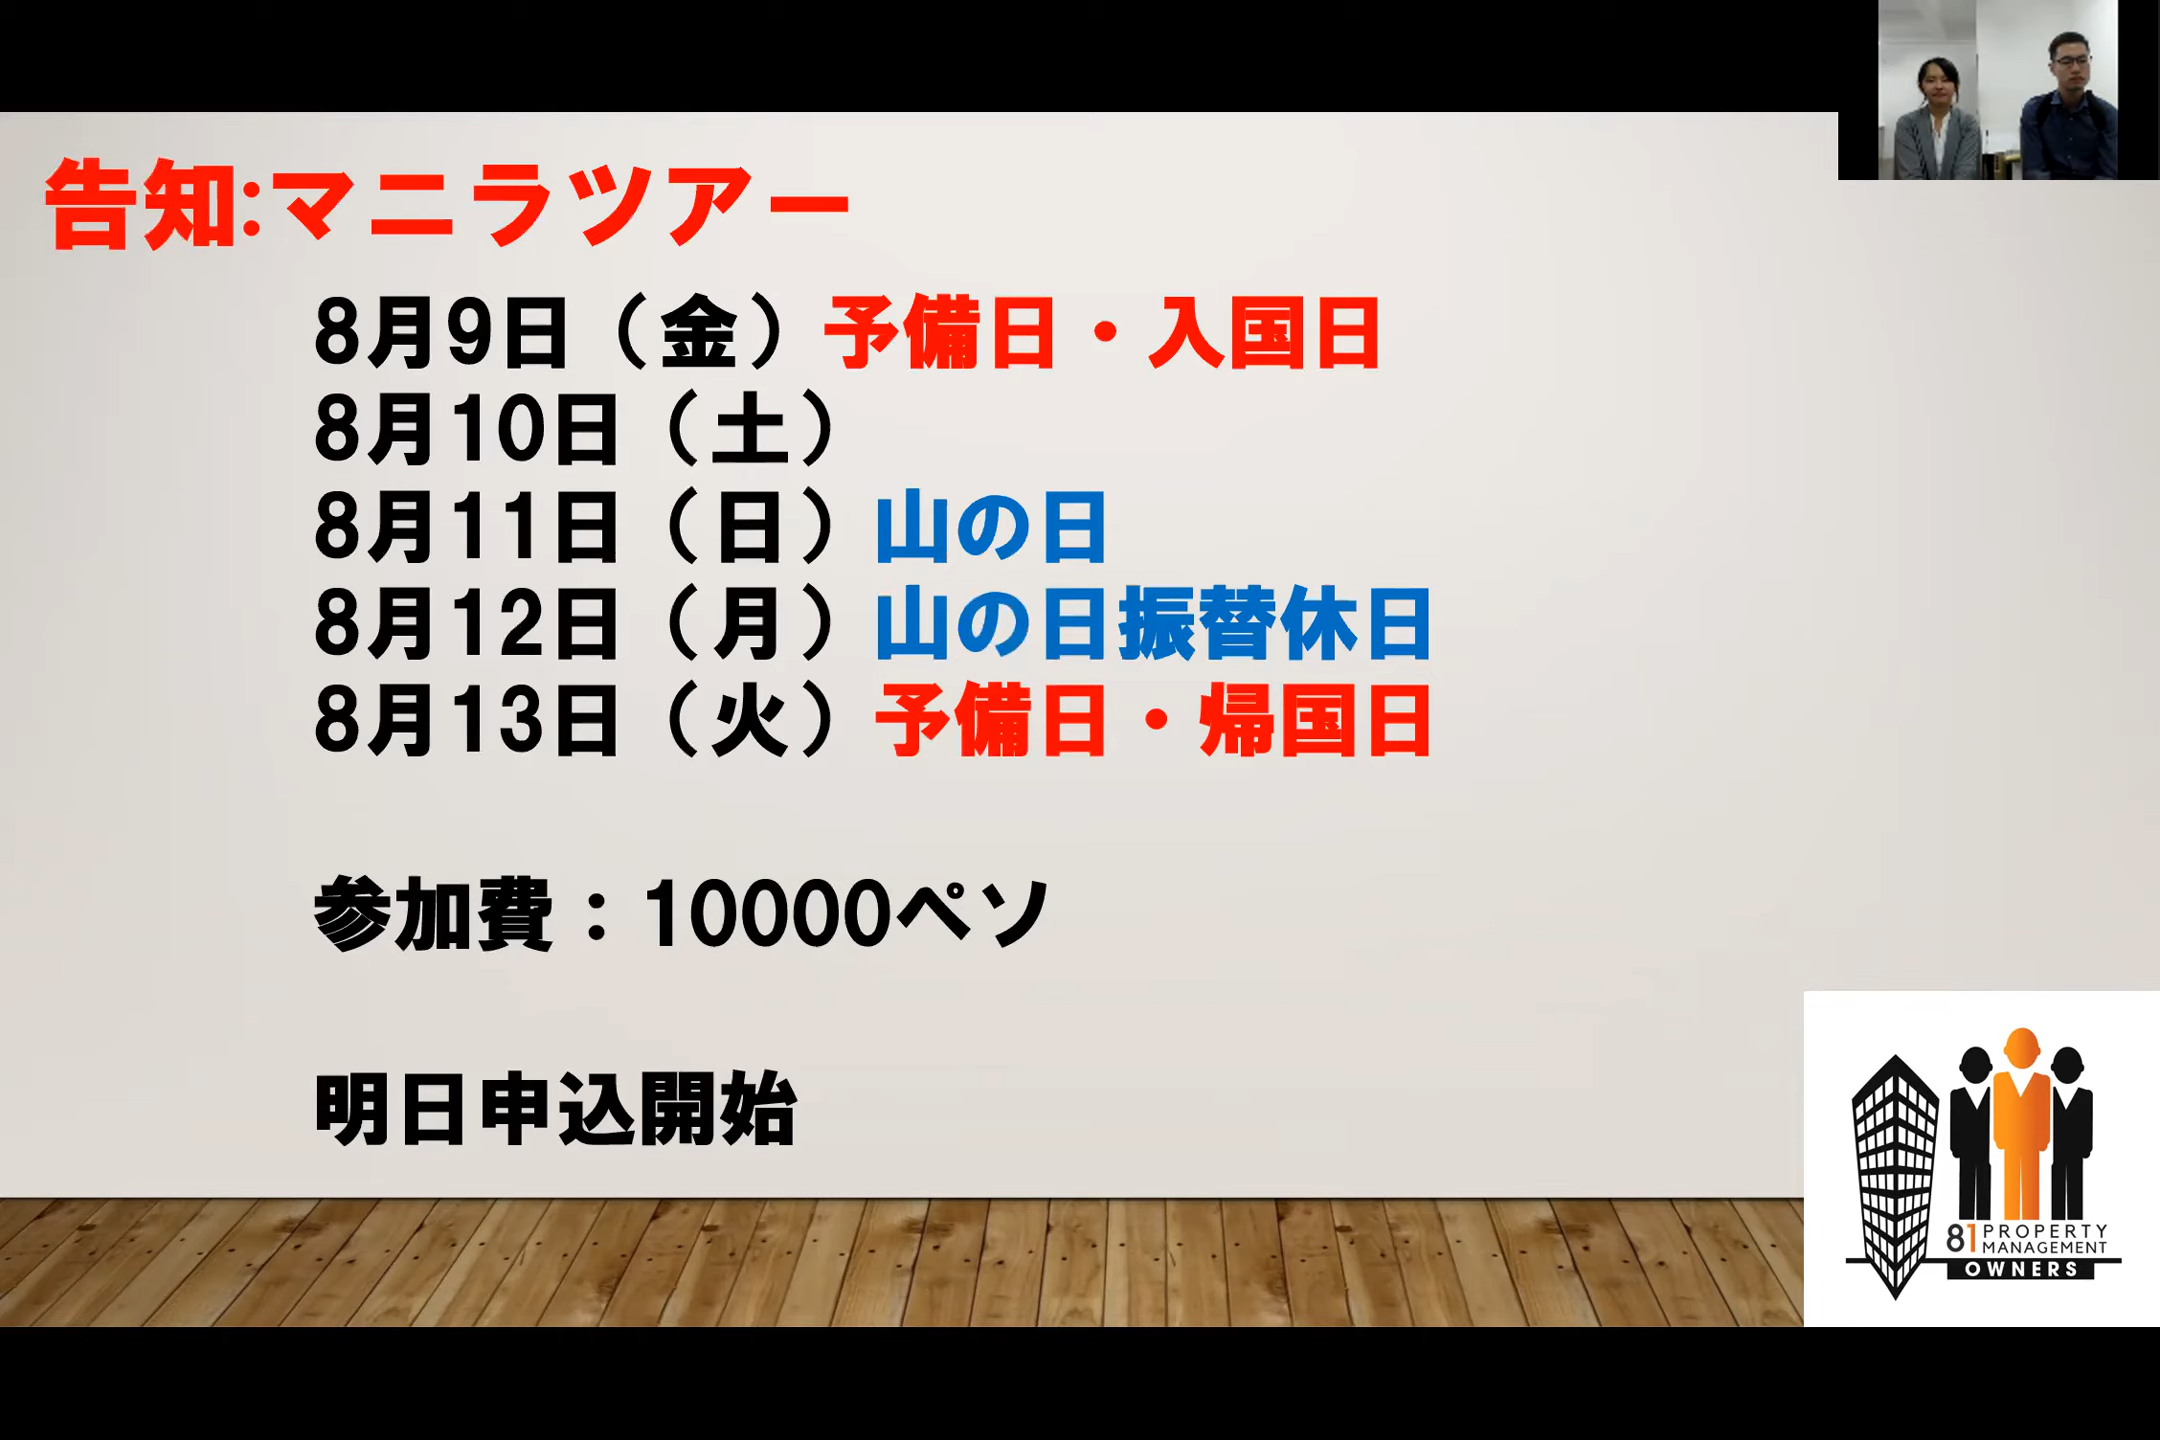 告知:マニラツアー
8月9日（金）予備日・入国日
8月10日（土）
8月11日（日）山の日
8月12日（月）山の日振替休日
8月13日（火）予備日・帰国日
参加費：10000ペソ
明日申込開始
81 PROPERTY
MANAGEMENT
OWNERS